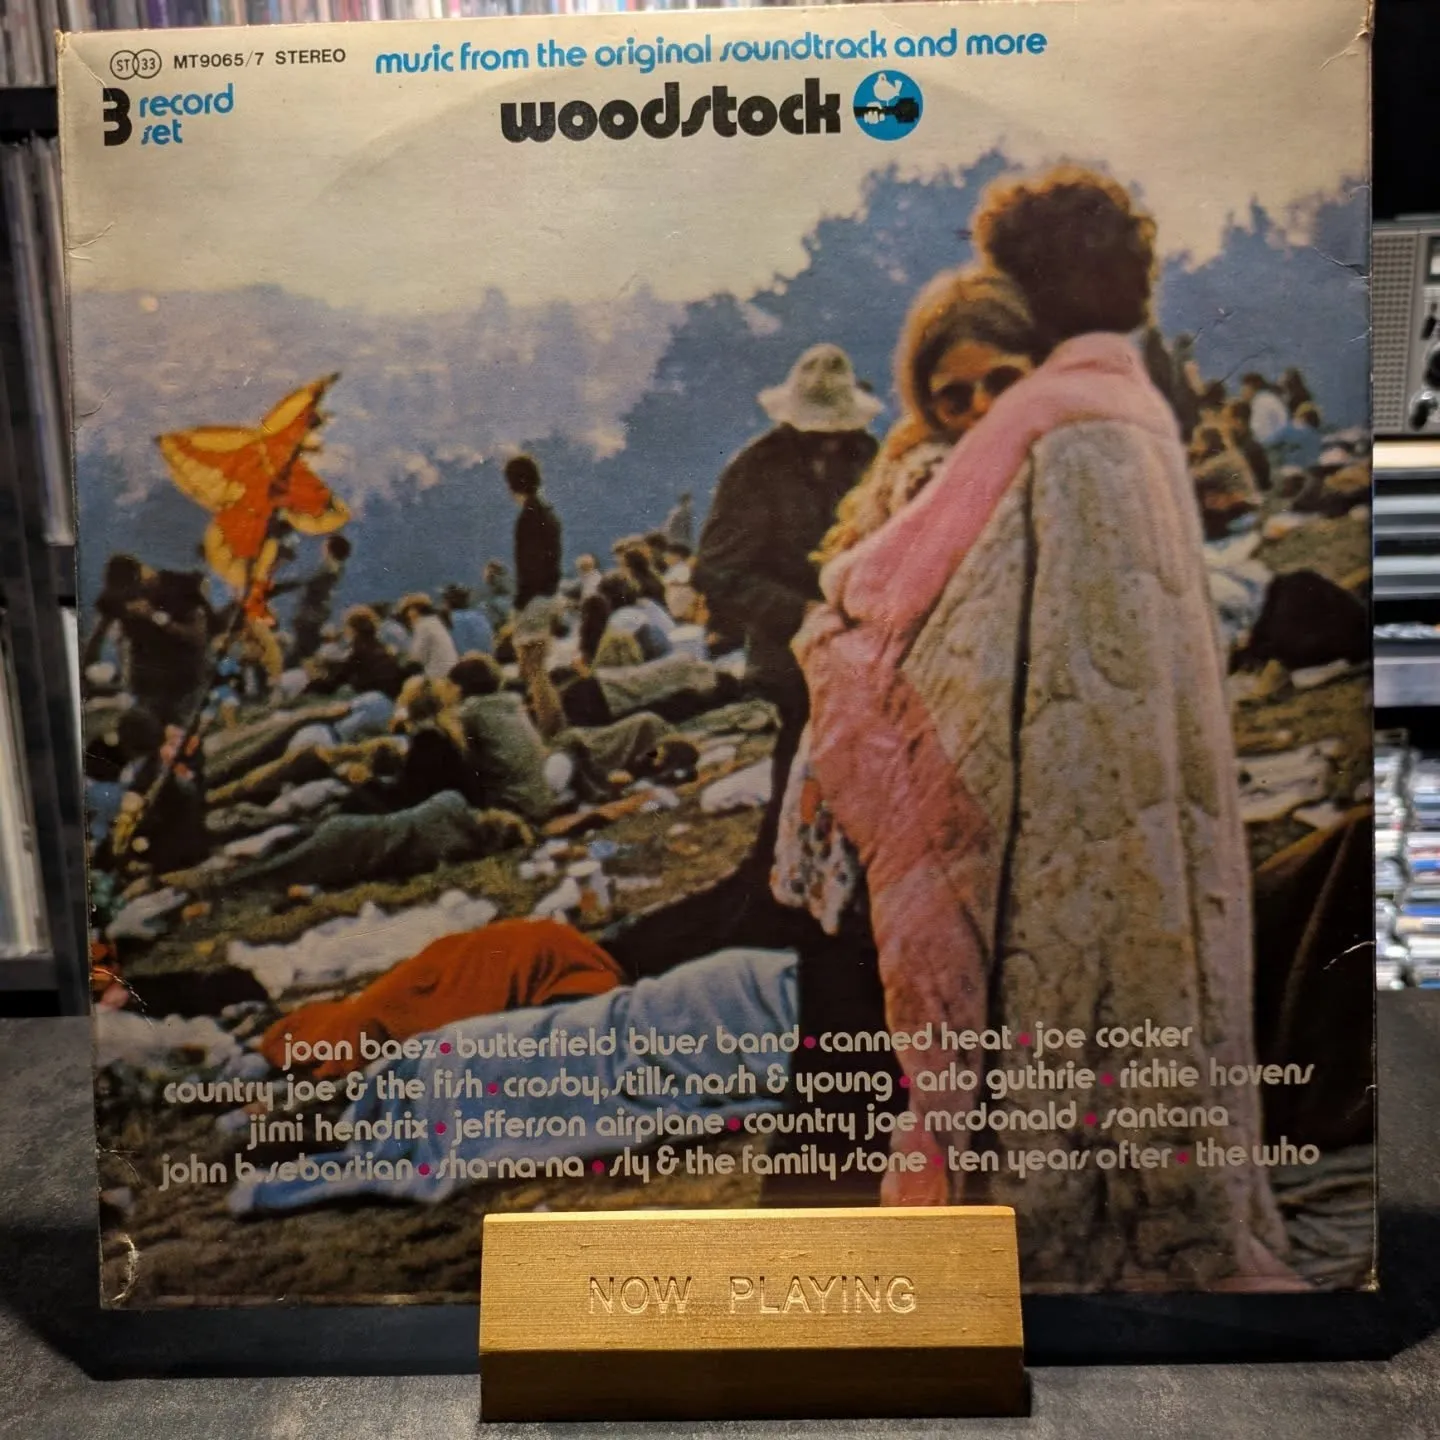 ST 33 MT9065/7 STEREO
music from the original soundtrack and more
3 record set
woodstock
joan baez • butterfield blues band • canned heat • joe cocker
country joe & the fish • crosby, stills, nash & young • arlo guthrie • richie havens
jimi hendrix • jefferson airplane • country joe mcdonald • santana
john b. sebastian • sha-na-na • sly & the family stone • ten years after • the who
NOW PLAYING